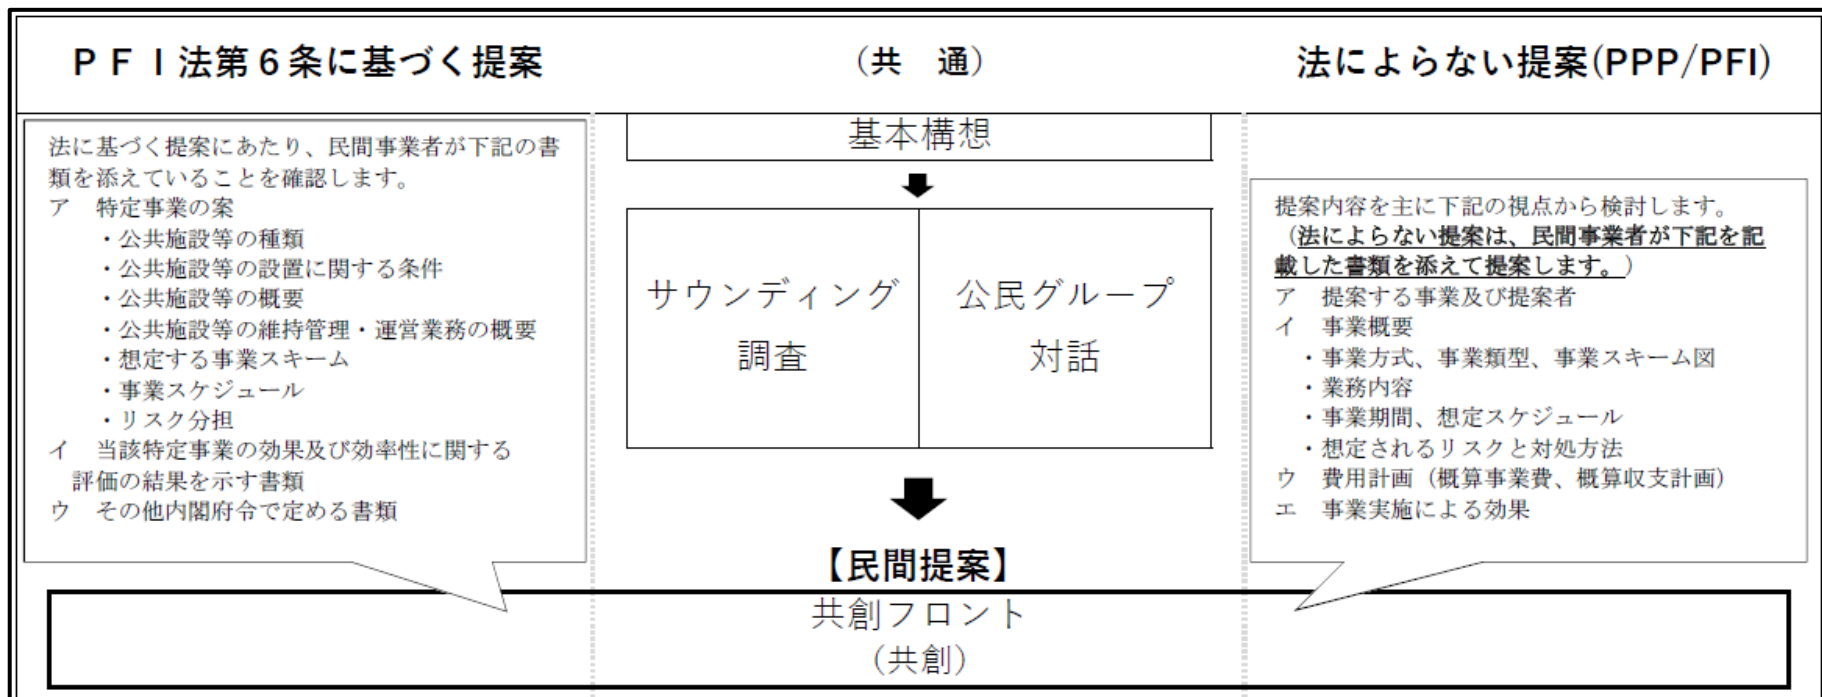 ＰＦＩ法第６条に基づく提案
（共　通）
法によらない提案(PPP/PFI)
法に基づく提案にあたり、民間事業者が下記の書
類を添えていることを確認します。
ア　特定事業の案
・公共施設等の種類
・公共施設等の設置に関する条件
・公共施設等の概要
・公共施設等の維持管理・運営業務の概要
・想定する事業スキーム
・事業スケジュール
・リスク分担
イ　当該特定事業の効果及び効率性に関する
評価の結果を示す書類
ウ　その他内閣府令で定める書類
基本構想
サウンディング
調査
公民グループ
対話
【民間提案】
提案内容を主に下記の視点から検討します。
（法によらない提案は、民間事業者が下記を記
載した書類を添えて提案します。）
ア　提案する事業及び提案者
イ　事業概要
・事業方式、事業類型、事業スキーム図
・業務内容
・事業期間、想定スケジュール
・想定されるリスクと対処方法
ウ　費用計画（概算事業費、概算収支計画）
エ　事業実施による効果
共創フロント
（共創）